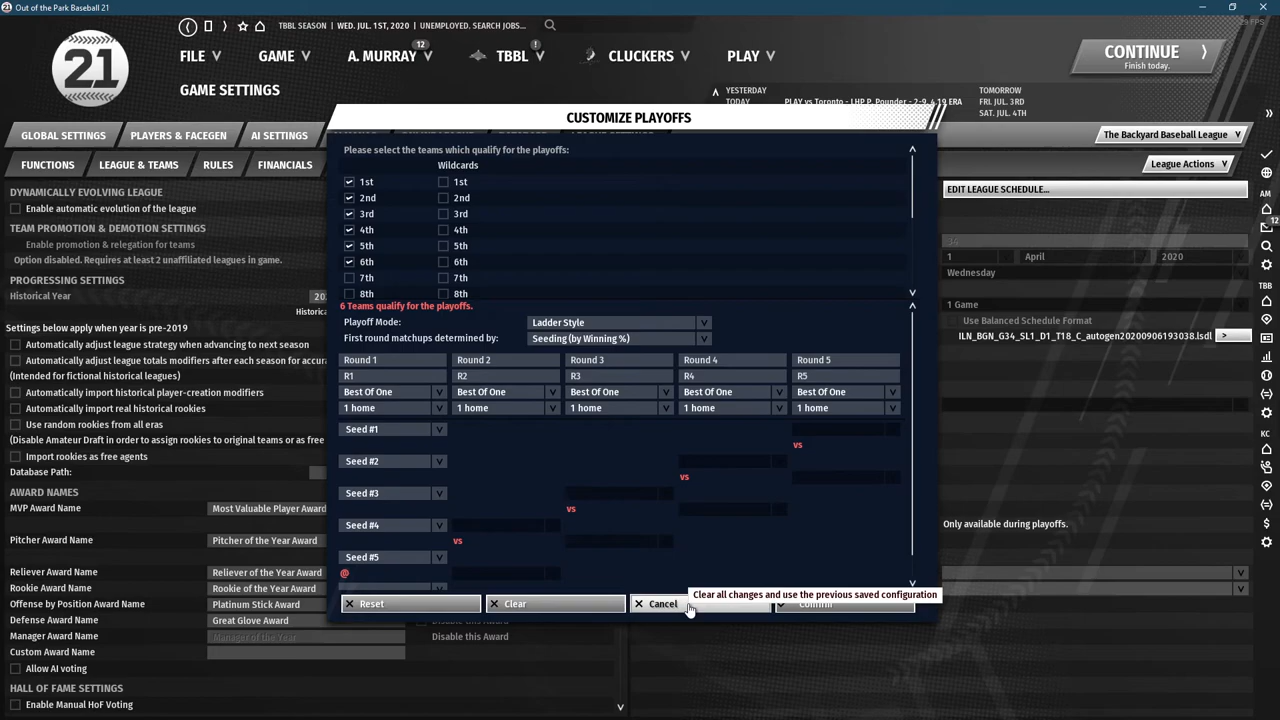 Out of the Park Baseball 21
TBBL SEASON | WED. JUL. 1ST, 2020 | UNEMPLOYED. SEARCH JOBS...
29 FPS
21
FILE GAME A. MURRAY 12 TBBL ! CLUCKERS PLAY
CONTINUE
Finish today.
GAME SETTINGS
YESTERDAY
TODAY PLAY vs Toronto - LHP P. Pounder - 2-9, 4.19 ERA
TOMORROW
FRI. JUL. 3RD
SAT. JUL. 4TH
GLOBAL SETTINGS PLAYERS & FACEGEN AI SETTINGS
The Backyard Baseball League
FUNCTIONS LEAGUE & TEAMS RULES FINANCIALS
League Actions
CUSTOMIZE PLAYOFFS
Please select the teams which qualify for the playoffs:
Wildcards
1st 1st
2nd 2nd
3rd 3rd
4th 4th
5th 5th
6th 6th
7th 7th
8th 8th
6 Teams qualify for the playoffs.
Playoff Mode: Ladder Style
First round matchups determined by: Seeding (by Winning %)
Round 1 Round 2 Round 3 Round 4 Round 5
R1 R2 R3 R4 R5
Best Of One Best Of One Best Of One Best Of One Best Of One
1 home 1 home 1 home 1 home 1 home
Seed #1
vs
Seed #2
vs
Seed #3
vs
Seed #4
vs
Seed #5
@
Reset Clear Cancel Confirm
Clear all changes and use the previous saved configuration
DYNAMICALLY EVOLVING LEAGUE
Enable automatic evolution of the league
TEAM PROMOTION & DEMOTION SETTINGS
Enable promotion & relegation for teams
Option disabled. Requires at least 2 unaffiliated leagues in game.
PROGRESSING SETTINGS
Historical Year
Settings below apply when year is pre-2019
Automatically adjust league strategy when advancing to next season
Automatically adjust league totals modifiers after each season for accura
(Intended for fictional historical leagues)
Automatically import historical player-creation modifiers
Automatically import real historical rookies
Use random rookies from all eras
(Disable Amateur Draft in order to assign rookies to original teams or as free
Import rookies as free agents
Database Path:
AWARD NAMES
MVP Award Name Most Valuable Player Award
Pitcher Award Name Pitcher of the Year Award
Reliever Award Name Reliever of the Year Award
Rookie Award Name Rookie of the Year Award
Offense by Position Award Name Platinum Stick Award
Defense Award Name Great Glove Award Disable this Award
Manager Award Name Manager of the Year Disable this Award
Custom Award Name
Allow AI voting
HALL OF FAME SETTINGS
Enable Manual HoF Voting
EDIT LEAGUE SCHEDULE...
34
1 April 2020
Wednesday
1 Game
Use Balanced Schedule Format
ILN_BGN_G34_SL1_D1_T18_C_autogen20200906193038.lsdl >
Only available during playoffs.
AM
12
TBB
KC